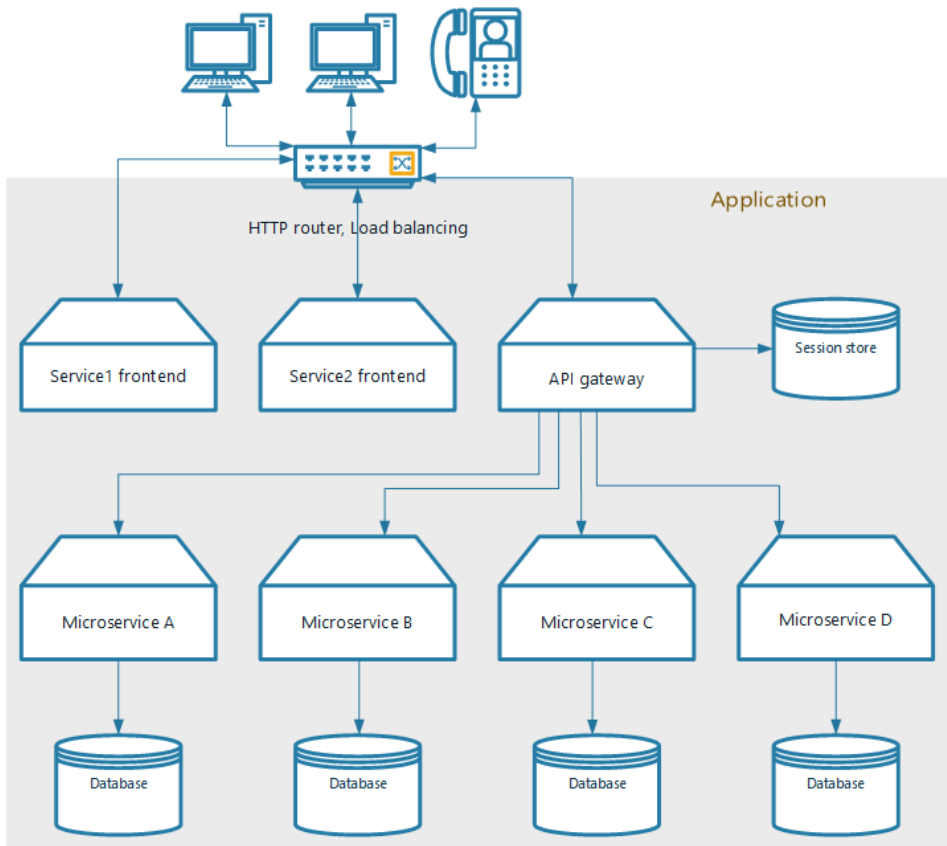 Application
HTTP router, Load balancing
Service1 frontend
Service2 frontend
API gateway
Session store
Microservice A
Microservice B
Microservice C
Microservice D
Database
Database
Database
Database